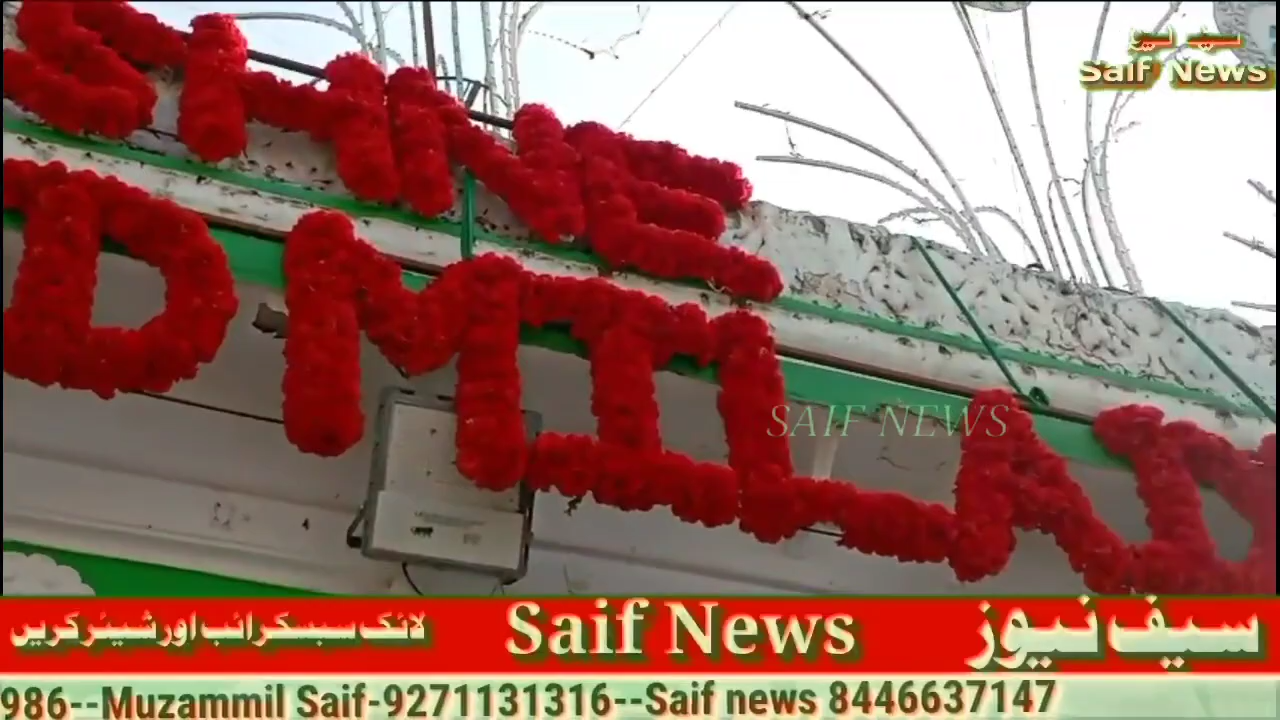 سیف نیوز
Saif News
D MILAD
SAIF NEWS
لائک سبسکرائب اور شیئر کریں
Saif News
سیف نیوز
986--Muzammil Saif-9271131316--Saif news 8446637147